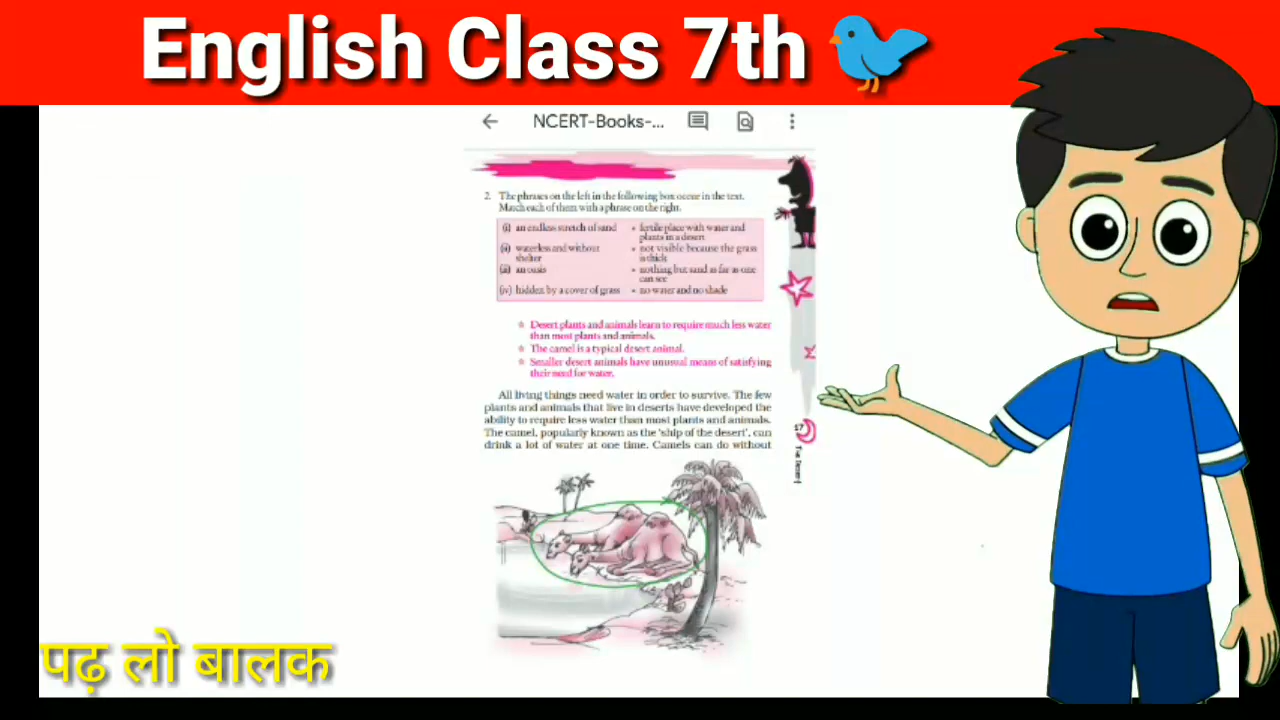 English Class 7th
NCERT-Books-...
2. The phrases on the left in the following box occur in the text.
Match each of them with a phrase on the right.
(i) an endless stretch of sand • fertile place with water and
plants in a desert
(ii) waterless and without • not visible because the grass
shelter is thick
(iii) an oasis • nothing but sand as far as one
can see
(iv) hidden by a cover of grass • no water and no shade
☆ Desert plants and animals learn to require much less water
than most plants and animals.
☆ The camel is a typical desert animal.
☆ Smaller desert animals have unusual means of satisfying
their need for water.
All living things need water in order to survive. The few
plants and animals that live in deserts have developed the
ability to require less water than most plants and animals.
The camel, popularly known as the 'ship of the desert', can
drink a lot of water at one time. Camels can do without
17
The Desert
पढ़ लो बालक